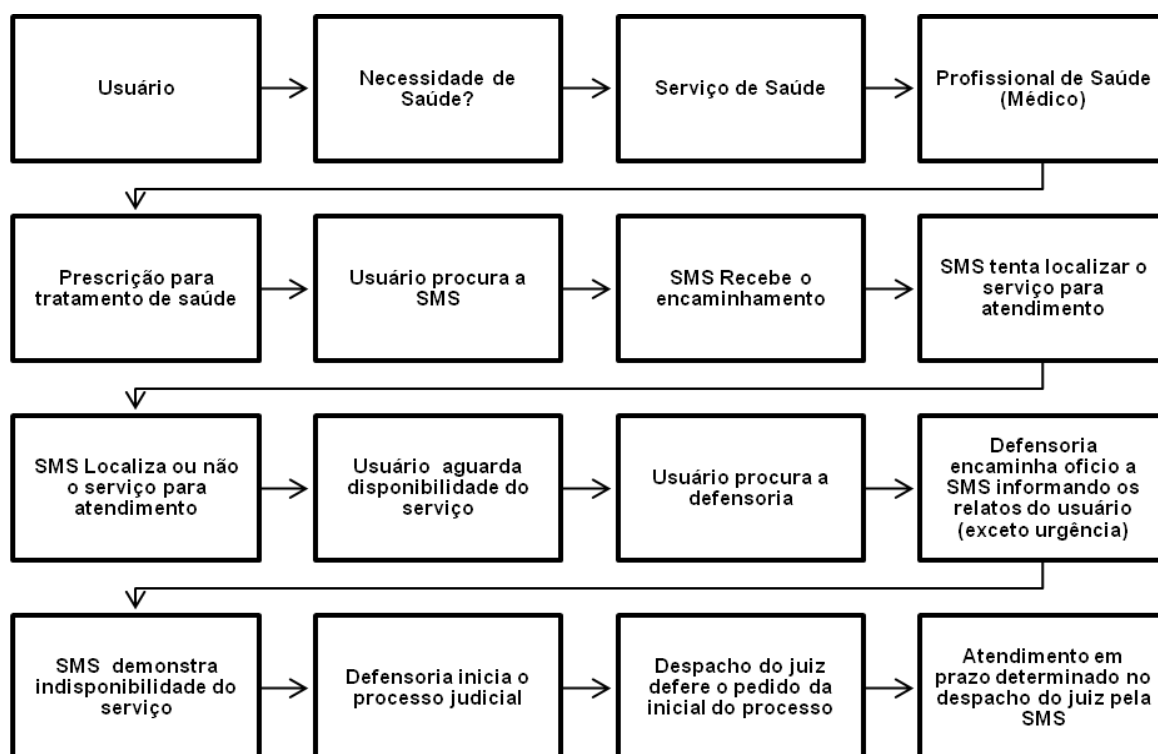 Usuário
Necessidade de
Saúde?
Serviço de Saúde
Profissional de Saúde
(Médico)
Prescrição para
tratamento de saúde
Usuário procura a
SMS
SMS Recebe o
encaminhamento
SMS tenta localizar o
serviço para
atendimento
SMS Localiza ou não
o serviço para
atendimento
Usuário aguarda
disponibilidade do
serviço
Usuário procura a
defensoria
Defensoria
encaminha oficio a
SMS informando os
relatos do usuário
(exceto urgência)
SMS demonstra
indisponibilidade do
serviço
Defensoria inicia o
processo judicial
Despacho do juiz
defere o pedido da
inicial do processo
Atendimento em
prazo determinado no
despacho do juiz pela
SMS